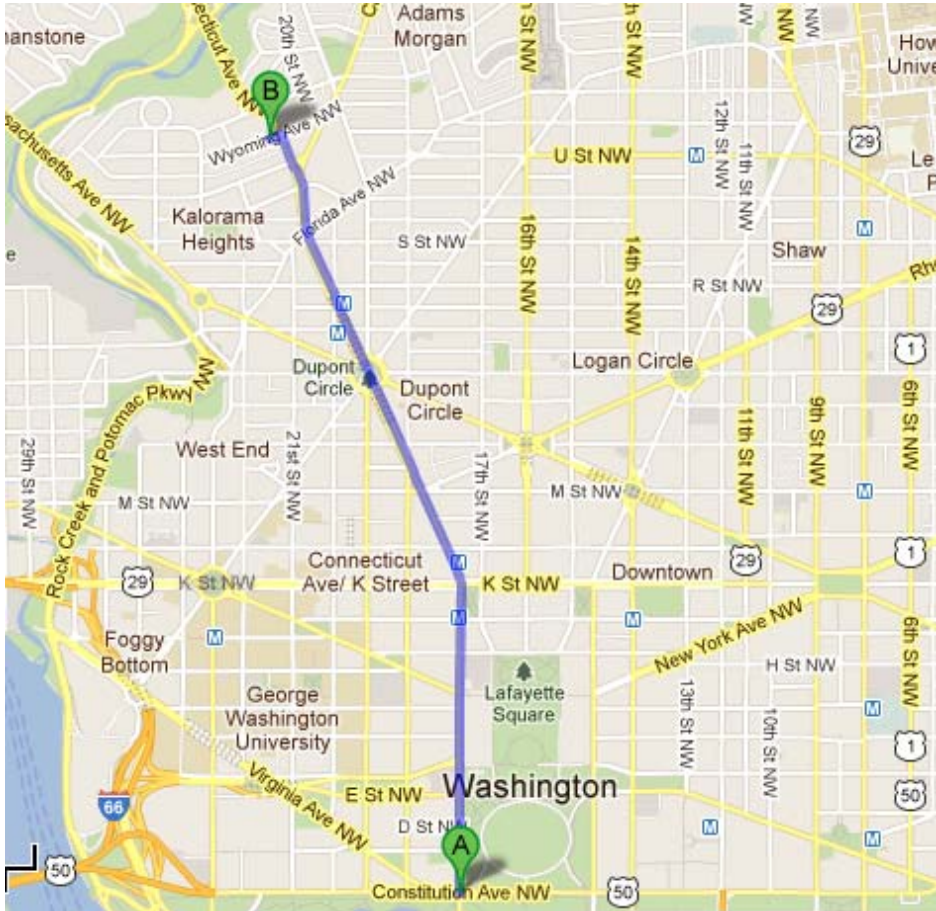 Adams
Morgan
How
Unive
manstone
ecticut Ave NW
20th St NW
C
B
Wyoming Ave NW
sachusetts Ave NW
12th St NW
11th St NW
29
Le
P
U St NW
M
Florida Ave NW
Kalorama
Heights
16th St NW
14th St NW
M
S St NW
Shaw
e
R St NW
Rho
M
29
M
Dupont
Circle
Logan Circle
1
Dupont
Circle
Rock Creek and Potomac Pkwy NW
11th St NW
9th St NW
6th St NW
West End
29th St NW
21st St NW
17th St NW
M St NW
M St NW
M
M
Connecticut
Ave/ K Street
29
K St NW
K St NW
Downtown
29
1
M
M
M
Foggy
Bottom
New York Ave NW
6th St NW
H St NW
Lafayette
Square
George
Washington
University
13th St NW
10th St NW
M
1
Virginia Ave NW
E St NW
Washington
50
66
D St NW
A
M
M
50
Constitution Ave NW
50
50